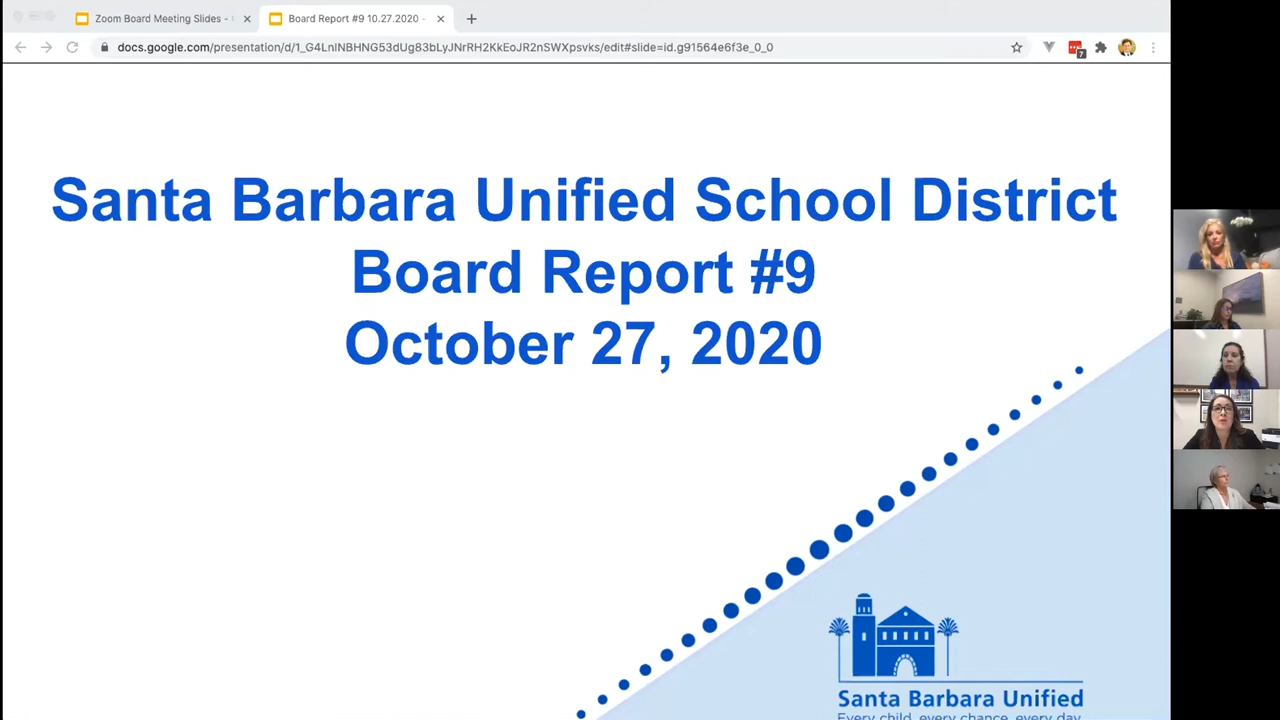 Zoom Board Meeting Slides -
Board Report #9 10.27.2020 -
docs.google.com/presentation/d/1_G4LnlNBHNG53dUg83bLyJNrRH2KkEoJR2nSWXpsvks/edit#slide=id.g91564e6f3e_0_0
7
Santa Barbara Unified School District
Board Report #9
October 27, 2020
Santa Barbara Unified
Every child, every chance, every day